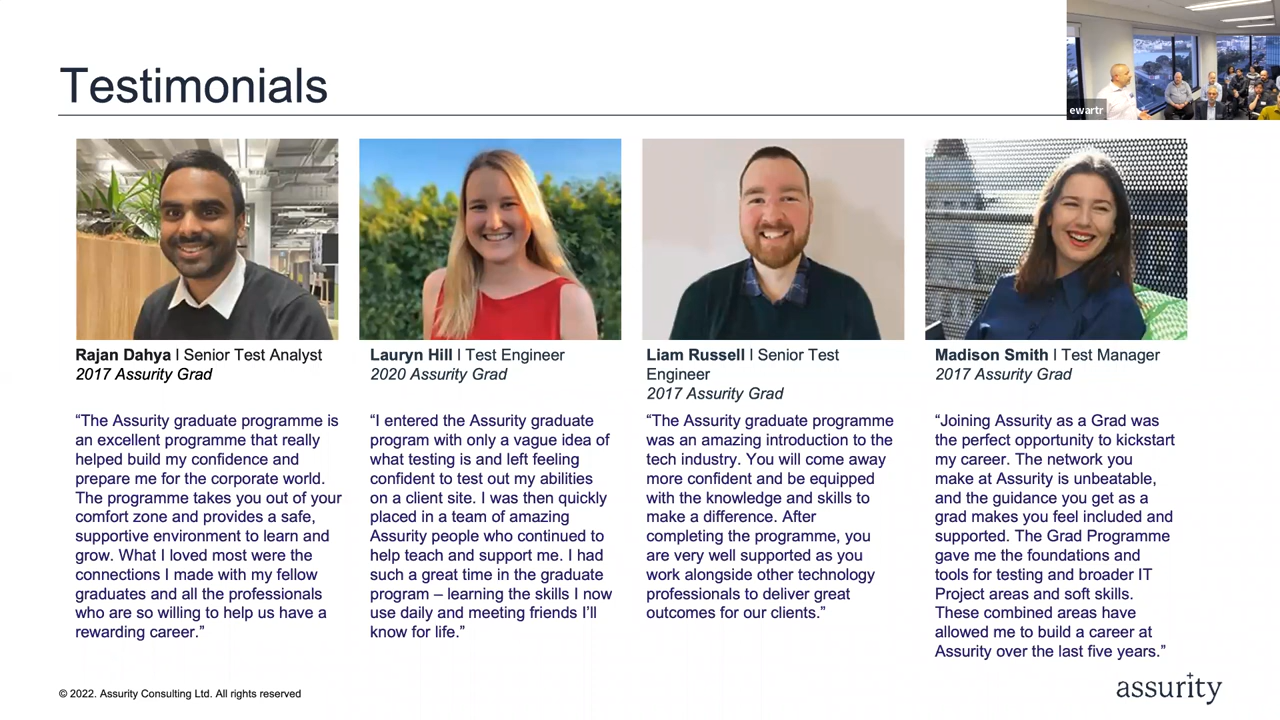 Testimonials
ewartr
Rajan Dahya | Senior Test Analyst
2017 Assurity Grad
“The Assurity graduate programme is
an excellent programme that really
helped build my confidence and
prepare me for the corporate world.
The programme takes you out of your
comfort zone and provides a safe,
supportive environment to learn and
grow. What I loved most were the
connections I made with my fellow
graduates and all the professionals
who are so willing to help us have a
rewarding career.”
Lauryn Hill | Test Engineer
2020 Assurity Grad
“I entered the Assurity graduate
program with only a vague idea of
what testing is and left feeling
confident to test out my abilities
on a client site. I was then quickly
placed in a team of amazing
Assurity people who continued to
help teach and support me. I had
such a great time in the graduate
program – learning the skills I now
use daily and meeting friends I’ll
know for life.”
Liam Russell | Senior Test
Engineer
2017 Assurity Grad
“The Assurity graduate programme
was an amazing introduction to the
tech industry. You will come away
more confident and be equipped
with the knowledge and skills to
make a difference. After
completing the programme, you
are very well supported as you
work alongside other technology
professionals to deliver great
outcomes for our clients.”
Madison Smith | Test Manager
2017 Assurity Grad
“Joining Assurity as a Grad was
the perfect opportunity to kickstart
my career. The network you
make at Assurity is unbeatable,
and the guidance you get as a
grad makes you feel included and
supported. The Grad Programme
gave me the foundations and
tools for testing and broader IT
Project areas and soft skills.
These combined areas have
allowed me to build a career at
Assurity over the last five years.”
© 2022. Assurity Consulting Ltd. All rights reserved
assurity